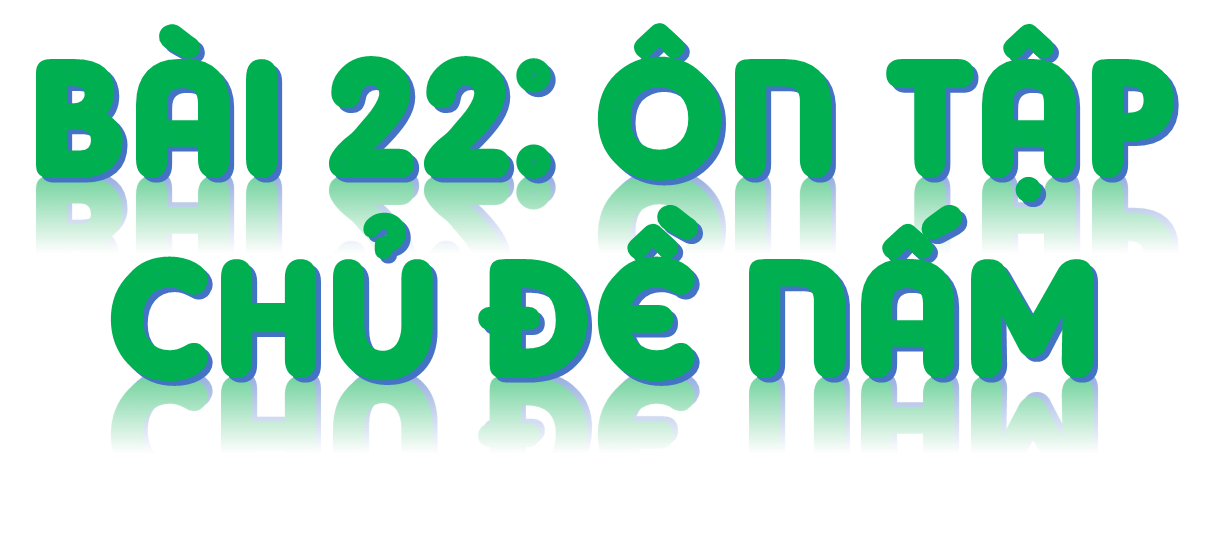 BÀI 22: ÔN TẬP
CHỦ ĐỀ NẤM